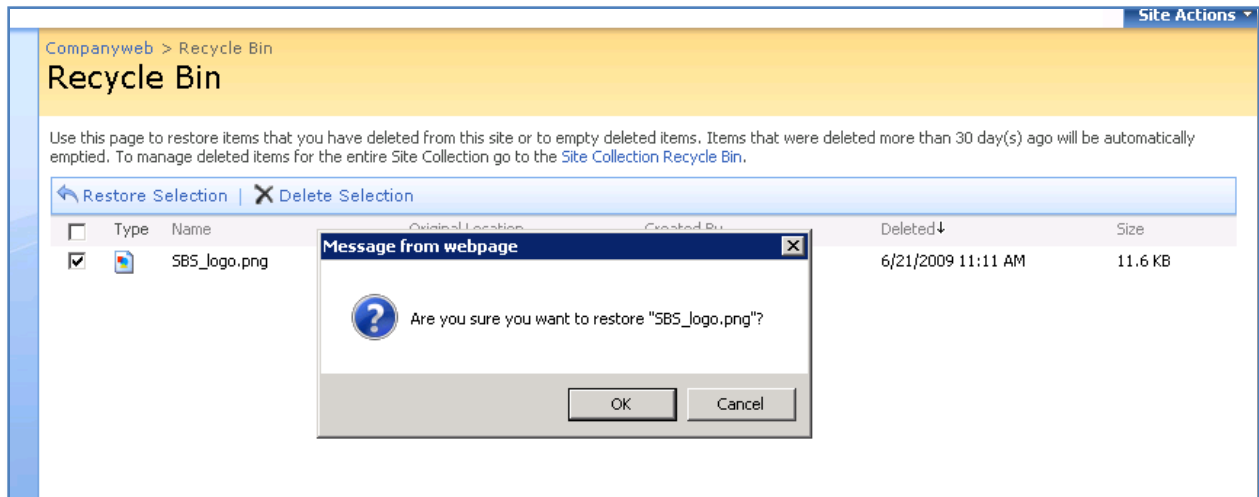 Site Actions
Companyweb > Recycle Bin
Recycle Bin
Use this page to restore items that you have deleted from this site or to empty deleted items. Items that were deleted more than 30 day(s) ago will be automatically
emptied. To manage deleted items for the entire Site Collection go to the Site Collection Recycle Bin.
Restore Selection | Delete Selection
Type Name Original Location Created By Deleted Size
Message from webpage
SBS_logo.png 6/21/2009 11:11 AM 11.6 KB
Are you sure you want to restore "SBS_logo.png"?
OK Cancel